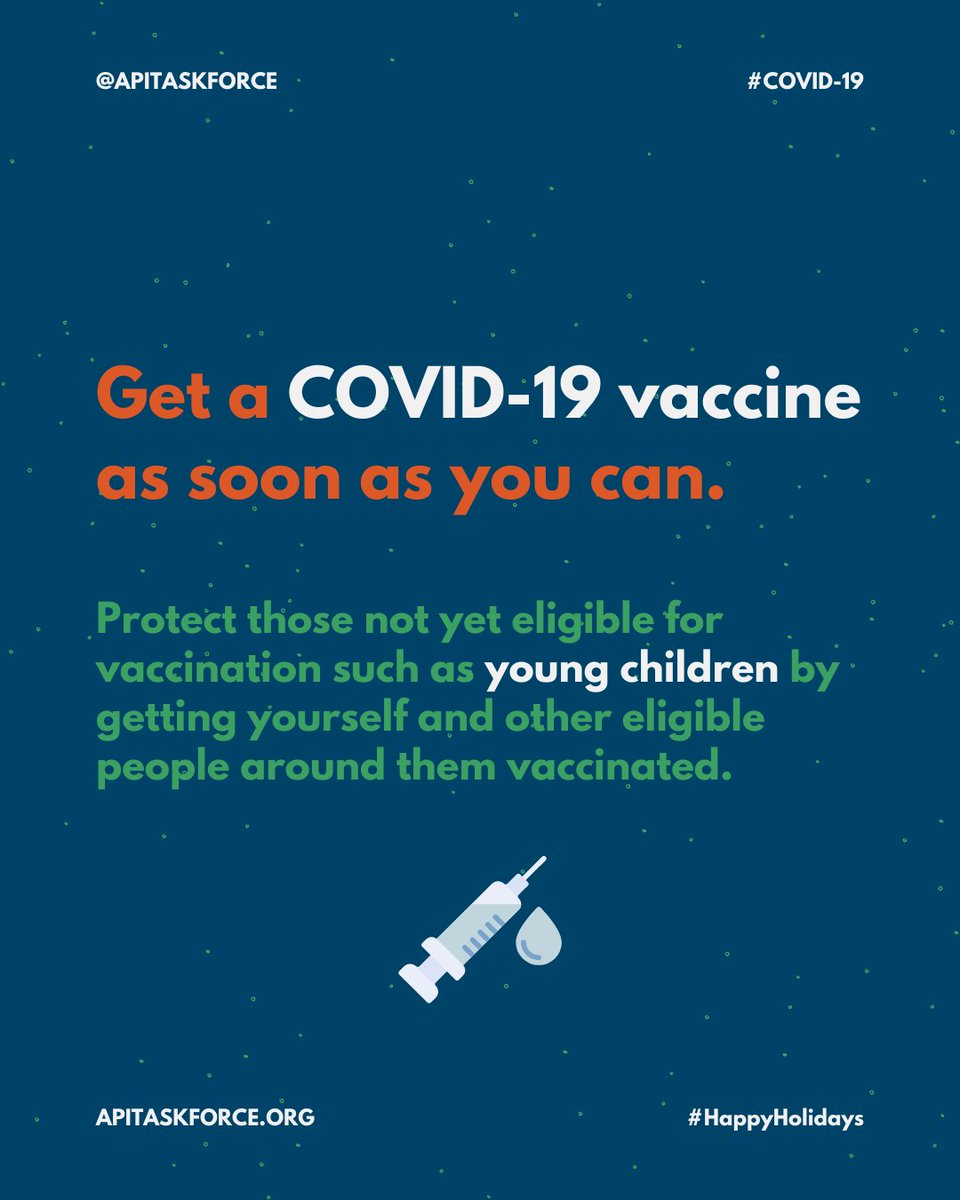 @APITASKFORCE
#COVID-19
Get a COVID-19 vaccine
as soon as you can.
Protect those not yet eligible for
vaccination such as young children by
getting yourself and other eligible
people around them vaccinated.
APITASKFORCE.ORG
#HappyHolidays